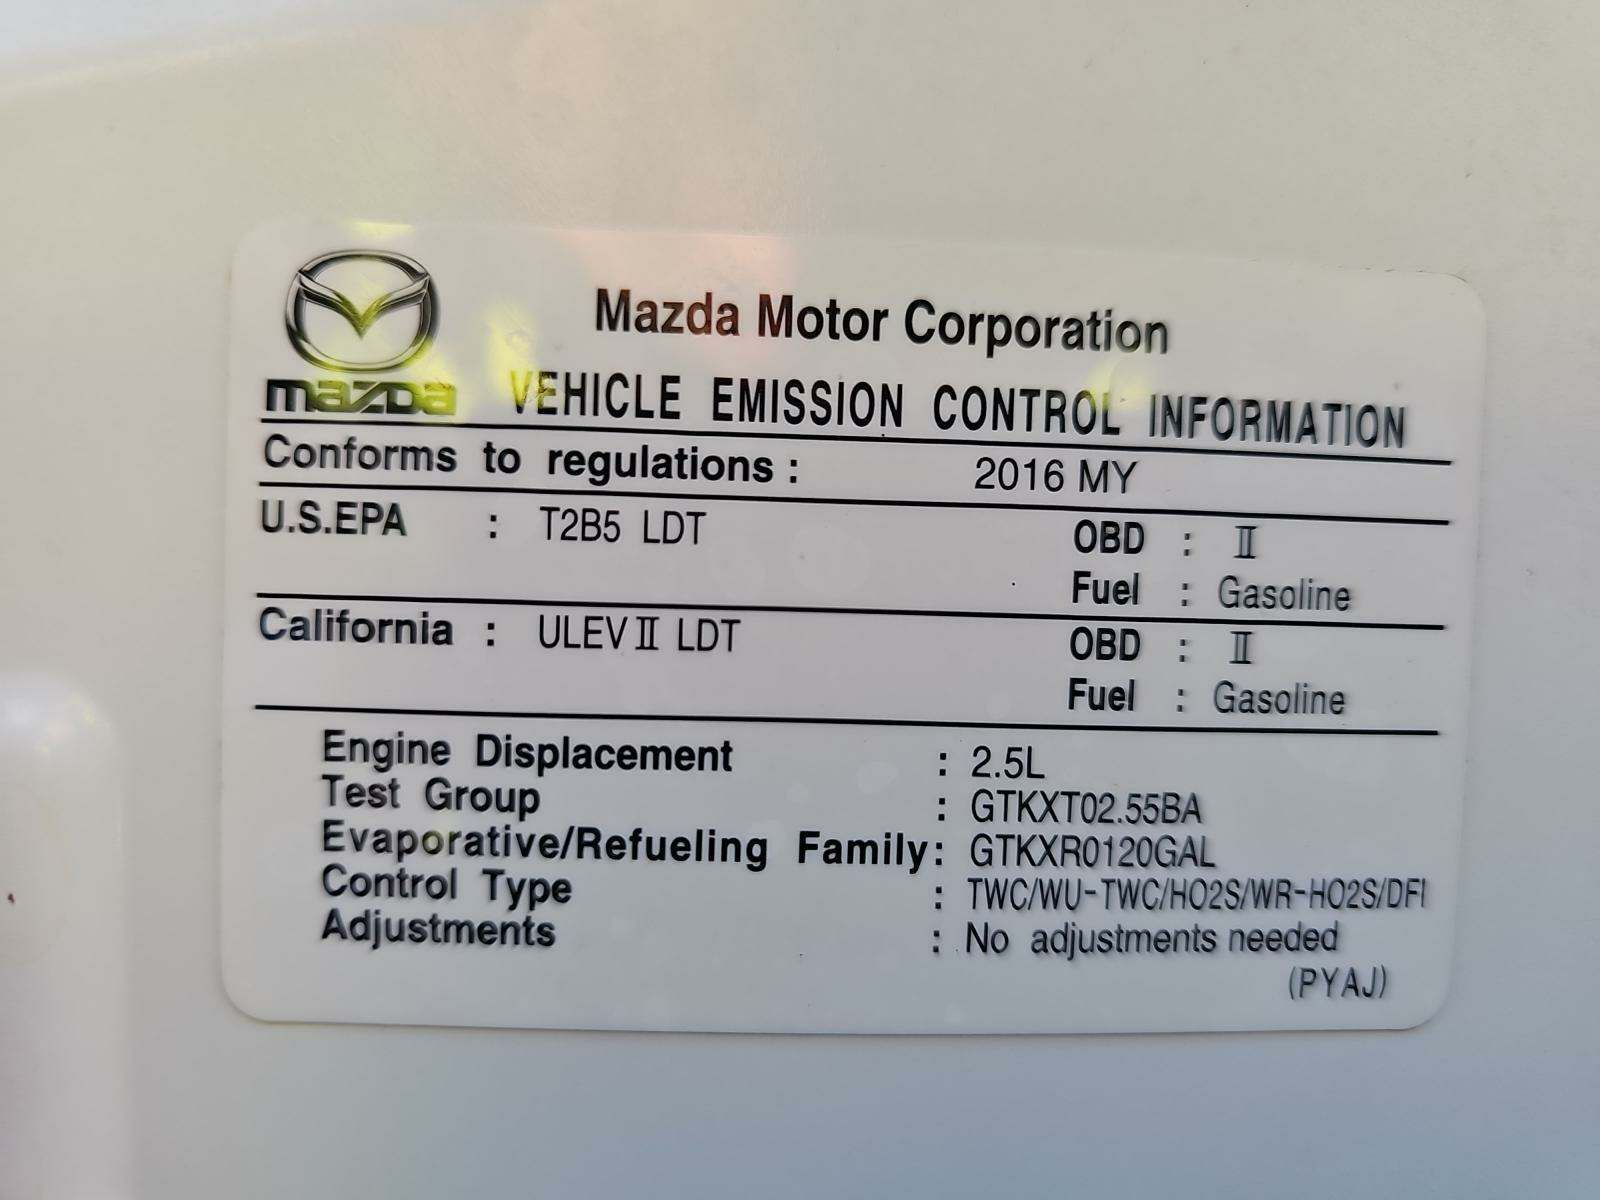 Mazda Motor Corporation
mazda VEHICLE EMISSION CONTROL INFORMATION
Conforms to regulations : 2016 MY
U.S.EPA : T2B5 LDT OBD : II
Fuel : Gasoline
California : ULEV II LDT OBD : II
Fuel : Gasoline
Engine Displacement : 2.5L
Test Group : GTKXT02.55BA
Evaporative/Refueling Family : GTKXR0120GAL
Control Type : TWC/WU-TWC/HO2S/WR-HO2S/DFI
Adjustments : No adjustments needed
(PYAJ)